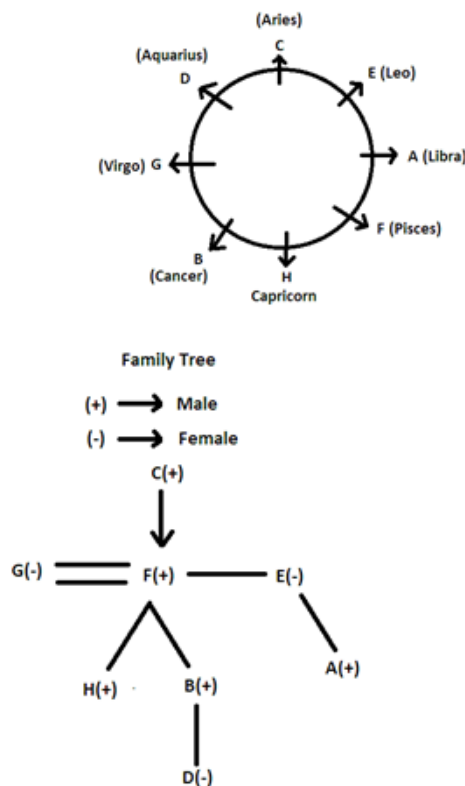 (Aries)
C
(Aquarius)
D
E (Leo)
(Virgo) G
A (Libra)
F (Pisces)
B
(Cancer)
H
Capricorn
Family Tree
(+) Male
(-) Female
C(+)
G(-) F(+) E(-)
A(+)
H(+) B(+)
D(-)